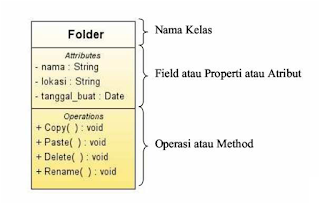 Folder
Nama Kelas
Attributes
- nama : String
- lokasi : String
- tanggal_buat : Date
Field atau Properti atau Atribut
Operations
+ Copy( ) : void
+ Paste( ) : void
+ Delete( ) : void
+ Rename( ) : void
Operasi atau Method